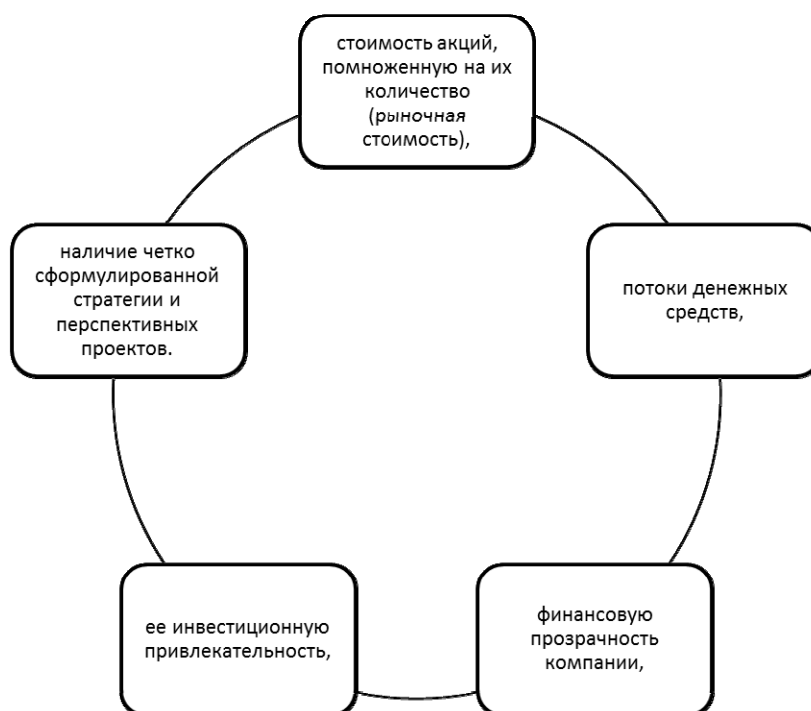 стоимость акций,
помноженную на их
количество
(рыночная
стоимость),
потоки денежных
средств,
финансовую
прозрачность
компании,
ее инвестиционную
привлекательность,
наличие четко
сформулированной
стратегии и
перспективных
проектов.